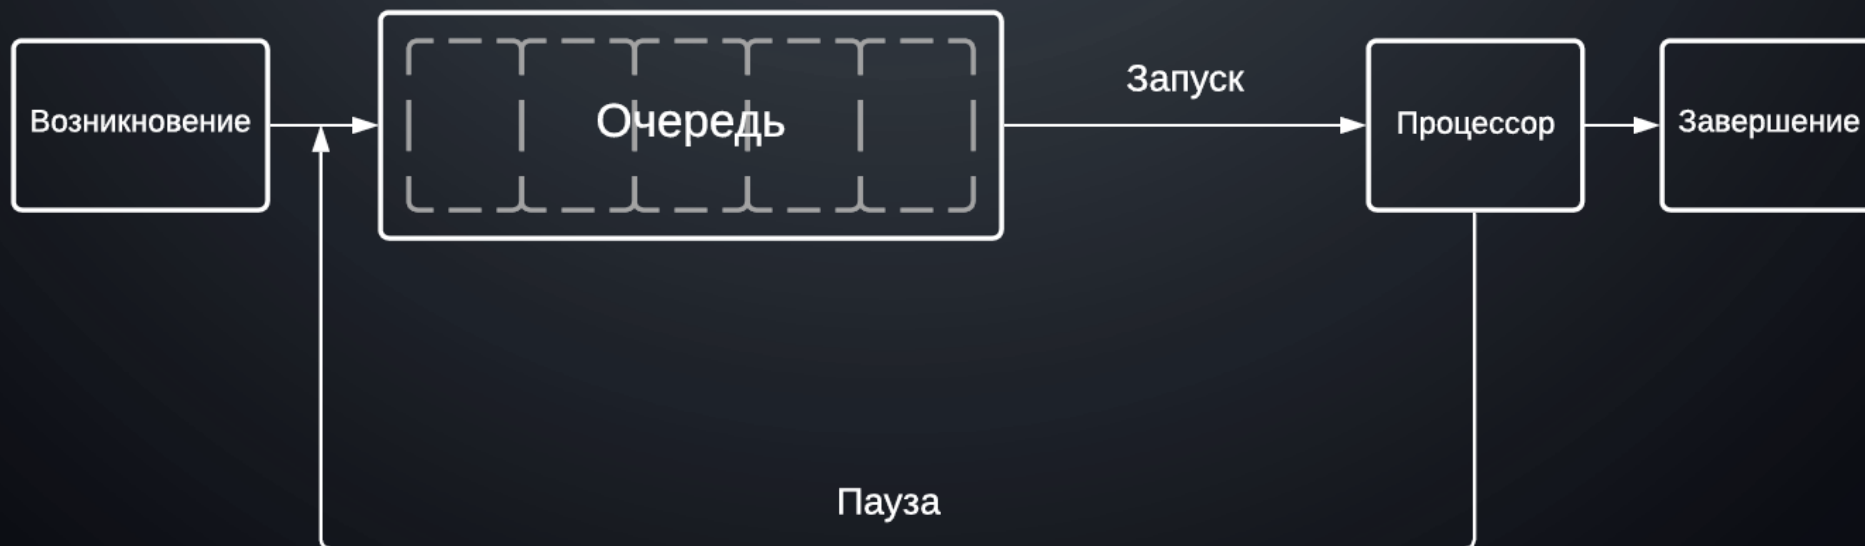 Возникновение
Очередь
Запуск
Процессор
Завершение
Пауза